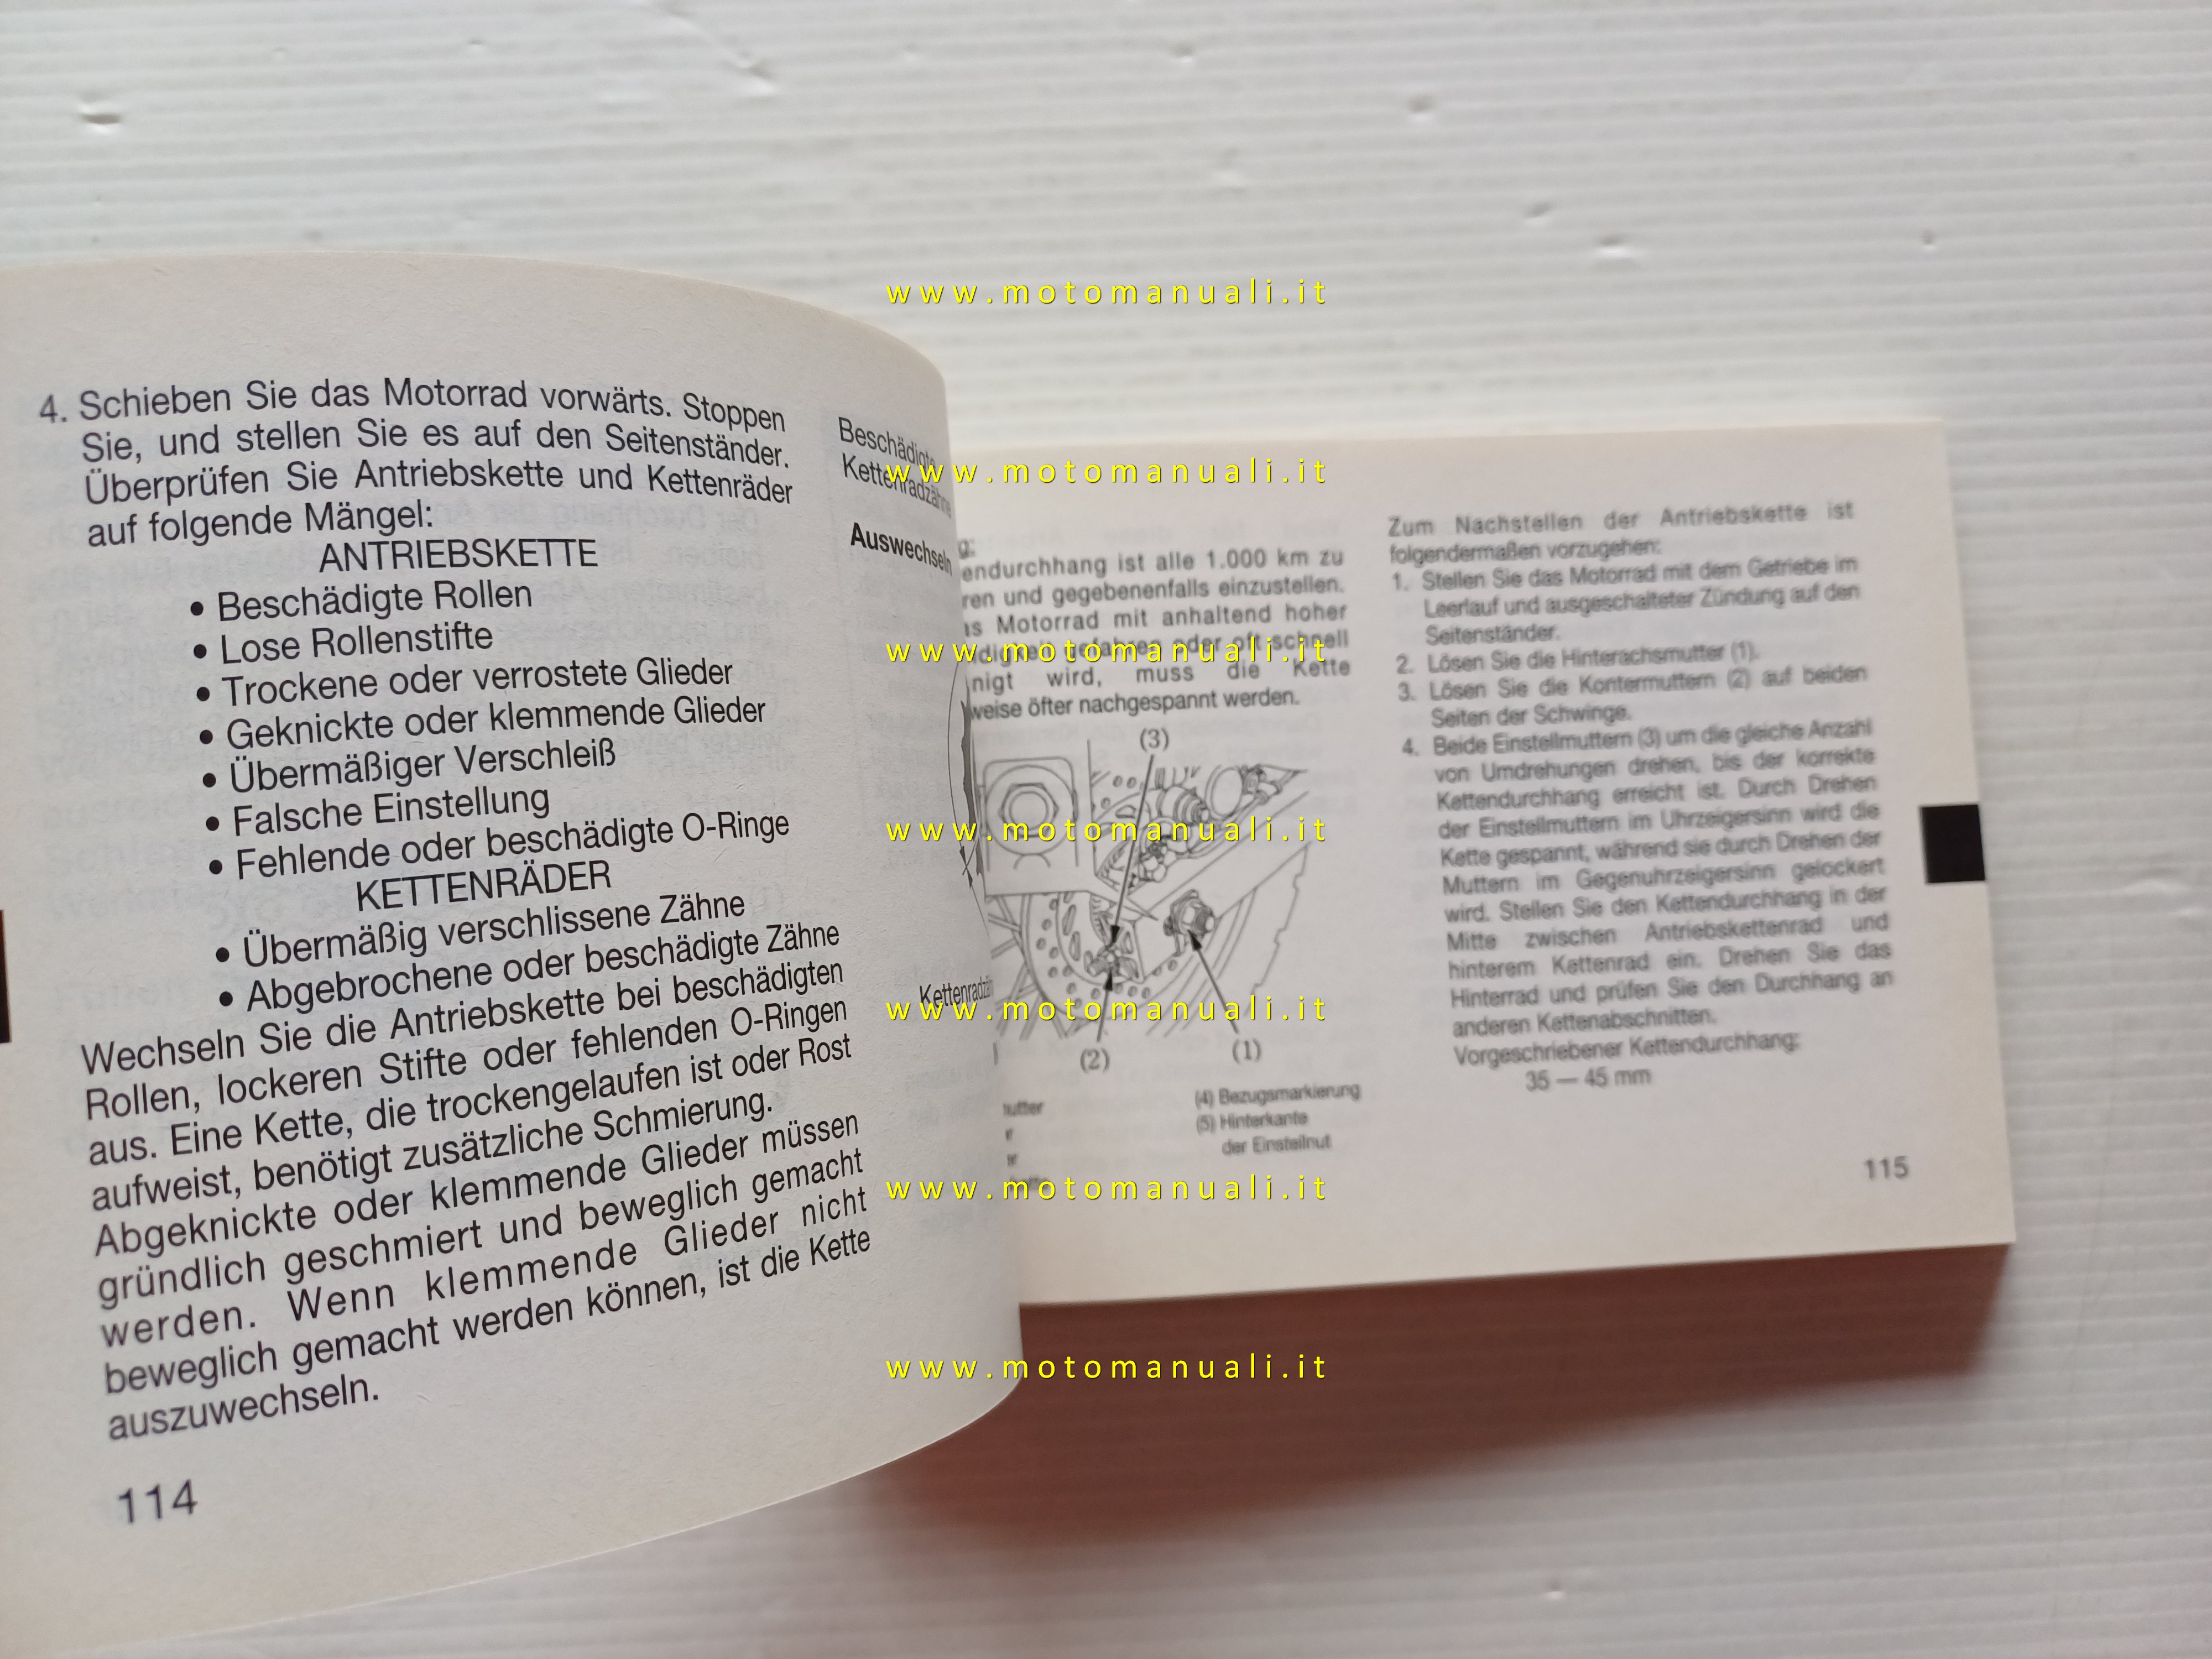 4. Schieben Sie das Motorrad vorwärts. Stoppen
Sie, und stellen Sie es auf den Seitenständer.
Überprüfen Sie Antriebskette und Kettenräder
auf folgende Mängel:
ANTRIEBSKETTE
• Beschädigte Rollen
• Lose Rollenstifte
• Trockene oder verrostete Glieder
• Geknickte oder klemmende Glieder
• Übermäßiger Verschleiß
• Falsche Einstellung
• Fehlende oder beschädigte O-Ringe
KETTENRÄDER
• Übermäßig verschlissene Zähne
• Abgebrochene oder beschädigte Zähne
Wechseln Sie die Antriebskette bei beschädigten
Rollen, lockeren Stifte oder fehlenden O-Ringen
aus. Eine Kette, die trockengelaufen ist oder Rost
aufweist, benötigt zusätzliche Schmierung.
Abgeknickte oder klemmende Glieder müssen
gründlich geschmiert und beweglich gemacht
werden. Wenn klemmende Glieder nicht
beweglich gemacht werden können, ist die Kette
auszuwechseln.
114
Beschädigte
Kettenradzähne
Auswechseln
Kettenradzäh
g:
endurchhang ist alle 1.000 km zu
ren und gegebenenfalls einzustellen.
as Motorrad mit anhaltend hoher
digkeit gefahren oder oft schnell
nigt wird, muss die Kette
weise öfter nachgespannt werden.
(3)
(2)
(1)
utter
(4) Bezugsmarkierung
(5) Hinterkante
der Einstellnut
Zum Nachstellen der Antriebskette ist
folgendermaßen vorzugehen:
1. Stellen Sie das Motorrad mit dem Getriebe im
Leerlauf und ausgeschalteter Zündung auf den
Seitenständer.
2. Lösen Sie die Hinterachsmutter (1).
3. Lösen Sie die Kontermuttern (2) auf beiden
Seiten der Schwinge.
4. Beide Einstellmuttern (3) um die gleiche Anzahl
von Umdrehungen drehen, bis der korrekte
Kettendurchhang erreicht ist. Durch Drehen
der Einstellmuttern im Uhrzeigersinn wird die
Kette gespannt, während sie durch Drehen der
Muttern im Gegenuhrzeigersinn gelockert
wird. Stellen Sie den Kettendurchhang in der
Mitte zwischen Antriebskettenrad und
hinterem Kettenrad ein. Drehen Sie das
Hinterrad und prüfen Sie den Durchhang an
anderen Kettenabschnitten.
Vorgeschriebener Kettendurchhang:
35 — 45 mm
115
www.motomanuali.it
www.motomanuali.it
www.motomanuali.it
www.motomanuali.it
www.motomanuali.it
www.motomanuali.it
www.motomanuali.it